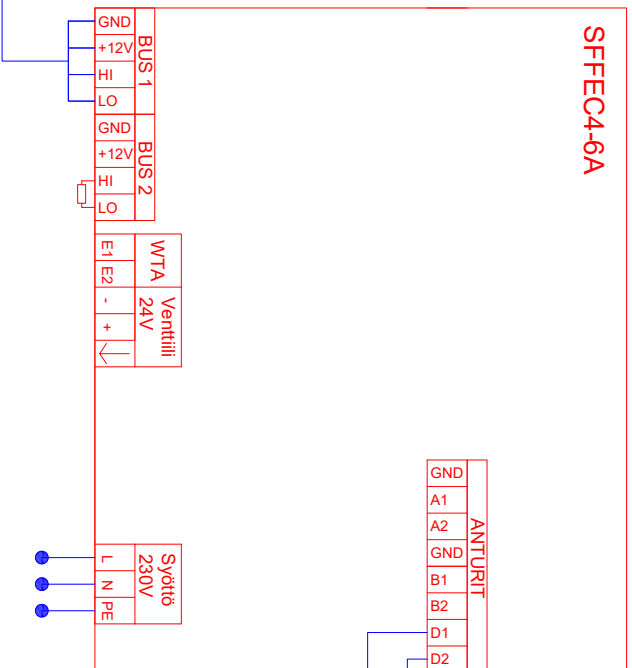 SFFEC4-6A
BUS 1
GND
+12V
HI
LO
BUS 2
GND
+12V
HI
LO
WTA
E1
E2
Venttiili
24V
-
+
Syöttö
230V
L
N
PE
ANTURIT
GND
A1
A2
GND
B1
B2
D1
D2